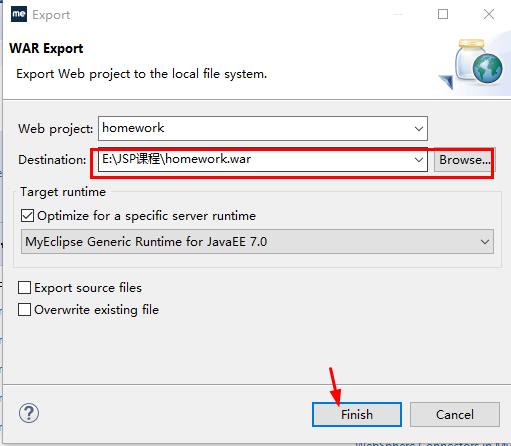 me Export
WAR Export
Export Web project to the local file system.
Web project: homework
Destination: E:\JSP课程\homework.war Browse...
Target runtime
Optimize for a specific server runtime
MyEclipse Generic Runtime for JavaEE 7.0
Export source files
Overwrite existing file
? Finish Cancel